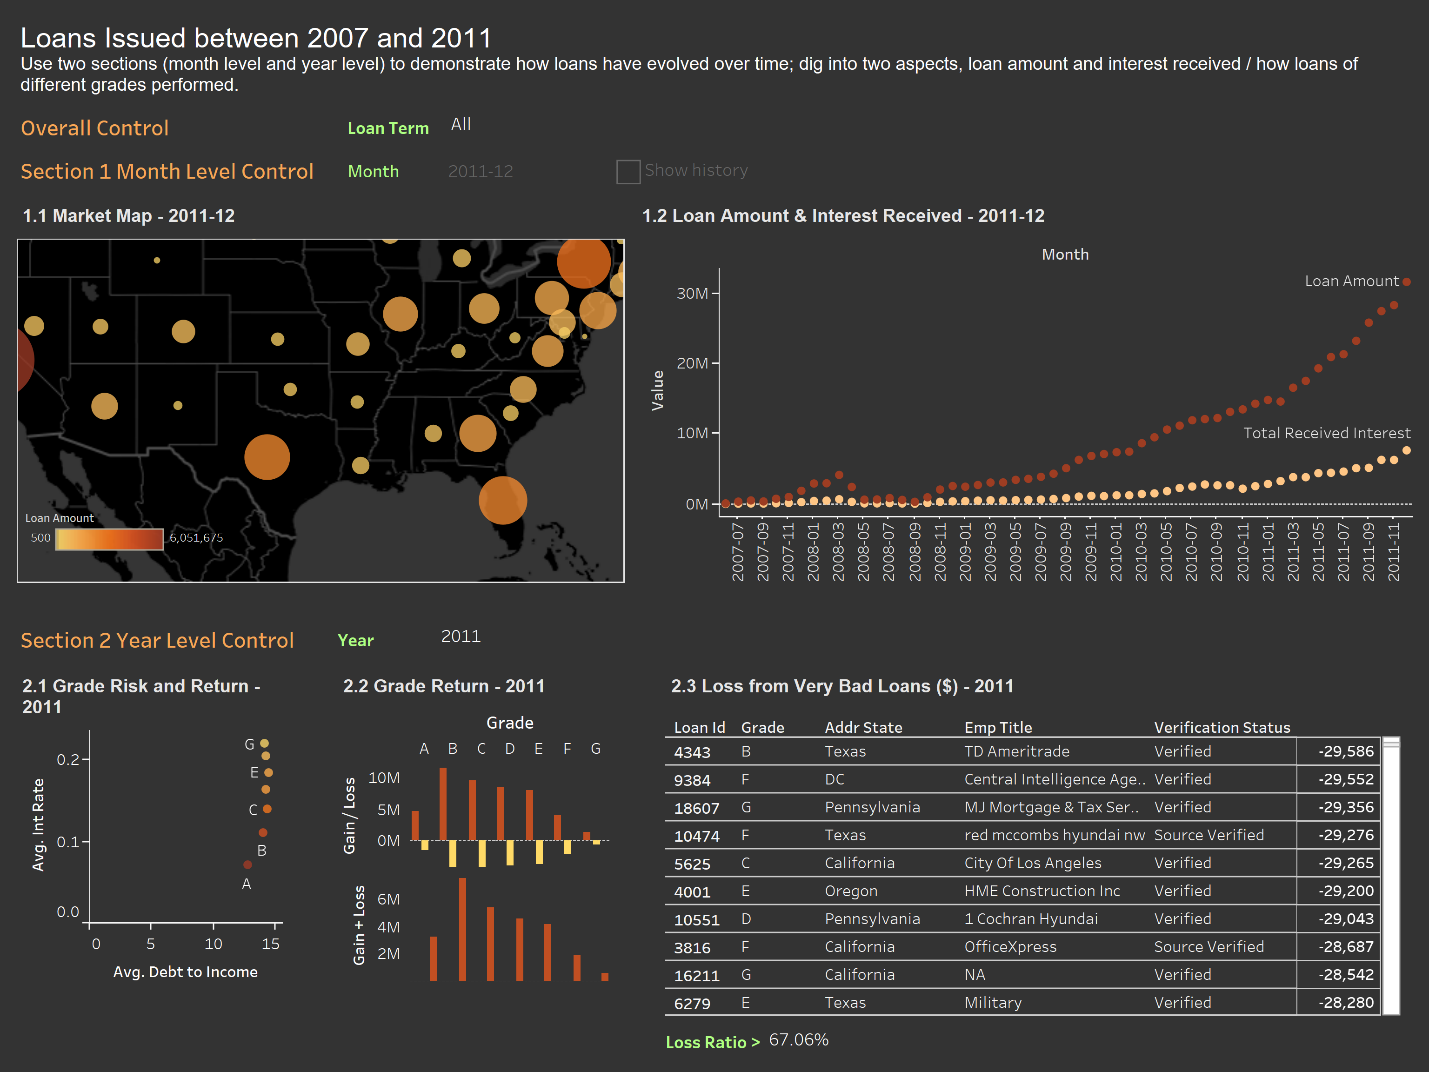 Loans Issued between 2007 and 2011
Use two sections (month level and year level) to demonstrate how loans have evolved over time; dig into two aspects, loan amount and interest received / how loans of
different grades performed.
Overall Control Loan Term All
Section 1 Month Level Control Month 2011-12 Show history
1.1 Market Map - 2011-12
Loan Amount
500 6,051,675
1.2 Loan Amount & Interest Received - 2011-12
Month
Loan Amount
Total Received Interest
Value
30M
20M
10M
0M
2007-07
2007-09
2007-11
2008-01
2008-03
2008-05
2008-07
2008-09
2008-11
2009-01
2009-03
2009-05
2009-07
2009-09
2009-11
2010-01
2010-03
2010-05
2010-07
2010-09
2010-11
2011-01
2011-03
2011-05
2011-07
2011-09
2011-11
Section 2 Year Level Control Year 2011
2.1 Grade Risk and Return -
2011
Avg. Int Rate
0.2
0.1
0.0
G
E
C
B
A
0 5 10 15
Avg. Debt to Income
2.2 Grade Return - 2011
Grade
A B C D E F G
Gain / Loss
10M
5M
0M
Gain + Loss
6M
4M
2M
2.3 Loss from Very Bad Loans ($) - 2011
Loan Id Grade Addr State Emp Title Verification Status
4343 B Texas TD Ameritrade Verified -29,586
9384 F DC Central Intelligence Age.. Verified -29,552
18607 G Pennsylvania MJ Mortgage & Tax Ser.. Verified -29,356
10474 F Texas red mccombs hyundai nw Source Verified -29,276
5625 C California City Of Los Angeles Verified -29,265
4001 E Oregon HME Construction Inc Verified -29,200
10551 D Pennsylvania 1 Cochran Hyundai Verified -29,043
3816 F California OfficeXpress Source Verified -28,687
16211 G California NA Verified -28,542
6279 E Texas Military Verified -28,280
Loss Ratio > 67.06%